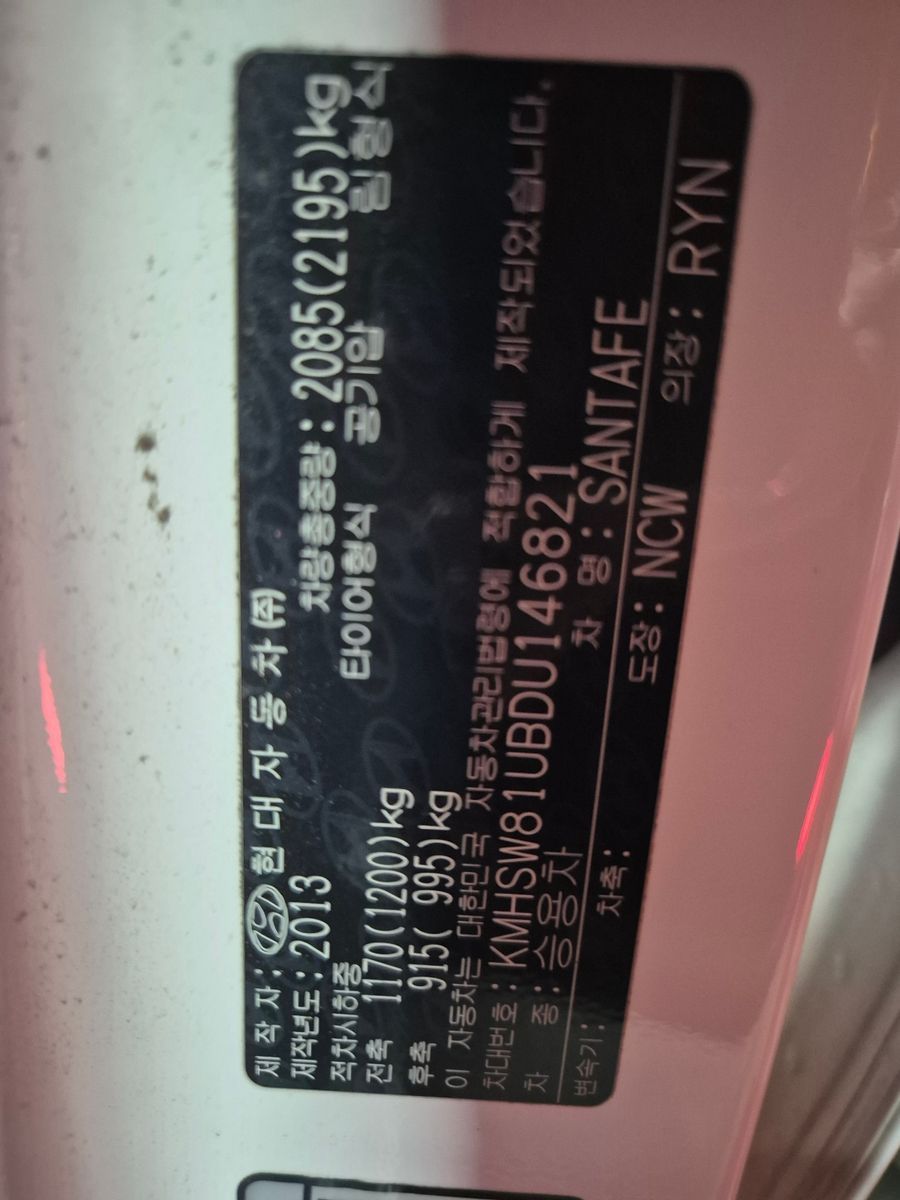 제 작 자 : 현 대 자 동 차 ㈜
제작년도 : 2013 차량총중량 : 2085(2195)kg
적차시하중 타이어형식 공기압 림형식
전축 1170(1200)kg
후축 915( 995)kg
이 자동차는 대한민국 자동차관리법령에 적합하게 제작되었습니다.
차대번호 : KMHSW81UBDU146821
차 종 : 승용차 차 명 : SANTAFE
변속기 : 차축 : 도장 : NCW 의장 : RYN